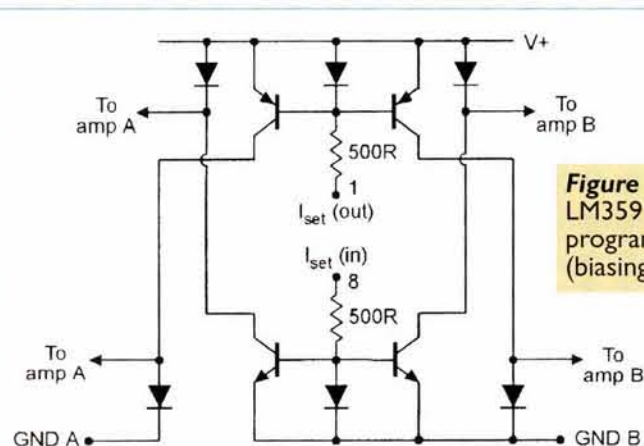 V+
To
amp A
To
amp B
500R
1
I_set (out)
Figure
LM359
program
(biasing
I_set (in)
8
500R
To
amp A
To
amp B
GND A
GND B